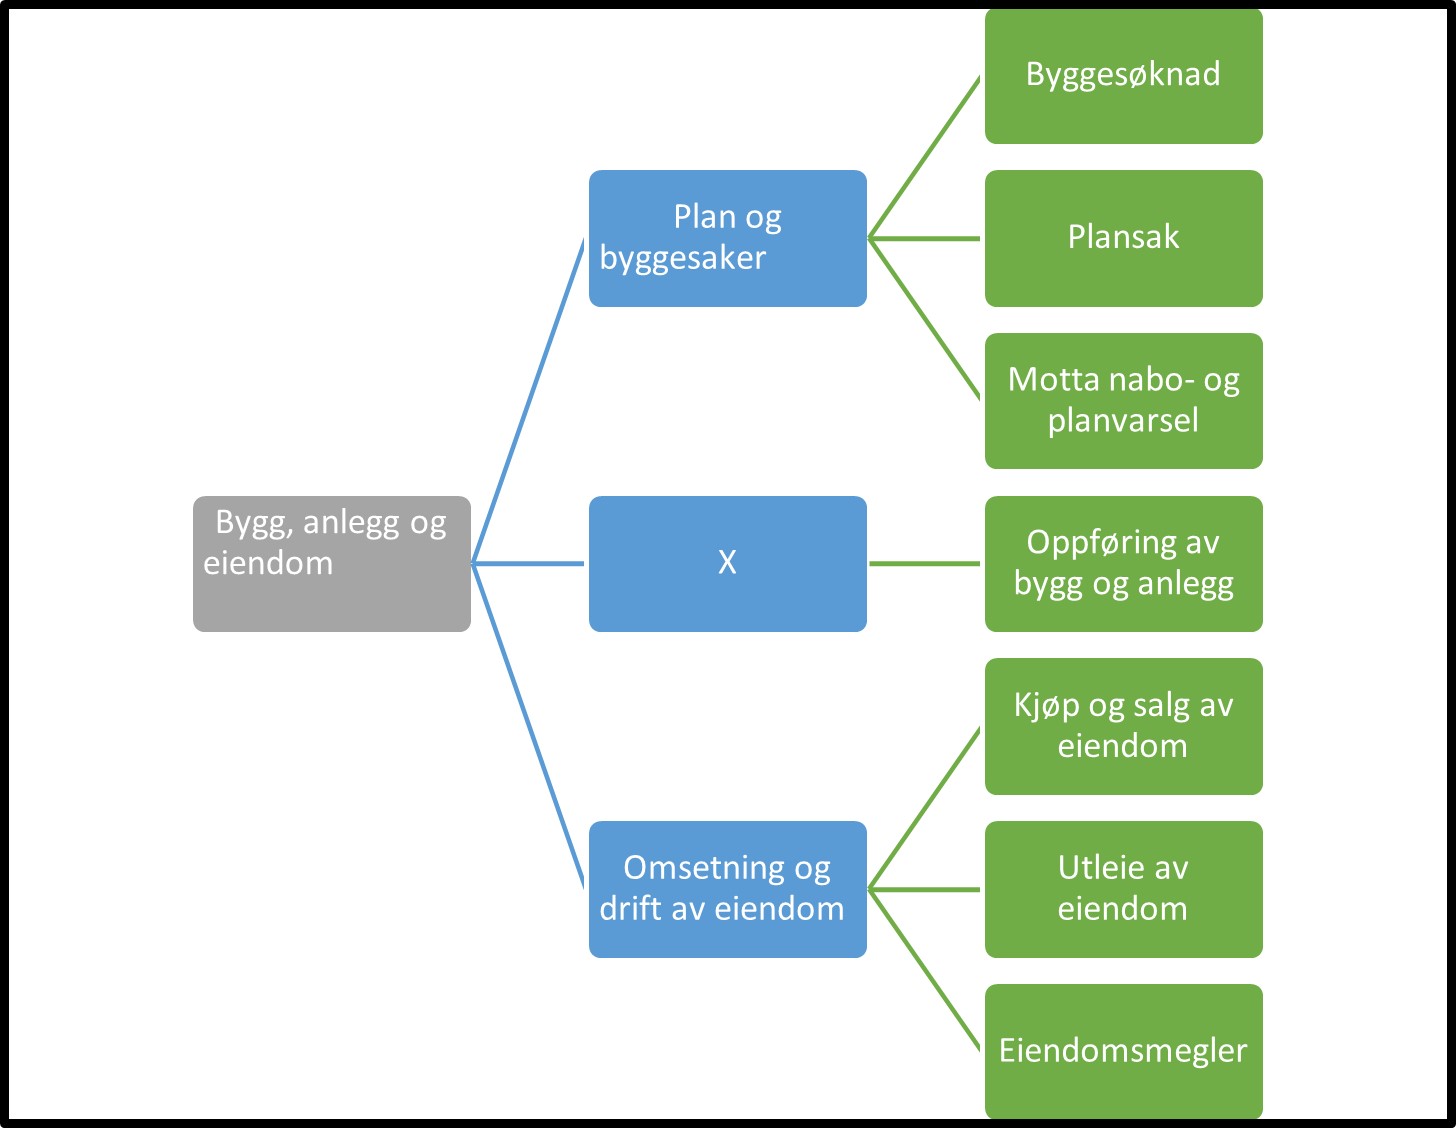 Byggesøknad
Plan og
byggesaker
Plansak
Motta nabo- og
planvarsel
Bygg, anlegg og
eiendom
X
Oppføring av
bygg og anlegg
Kjøp og salg av
eiendom
Omsetning og
drift av eiendom
Utleie av
eiendom
Eiendomsmegler